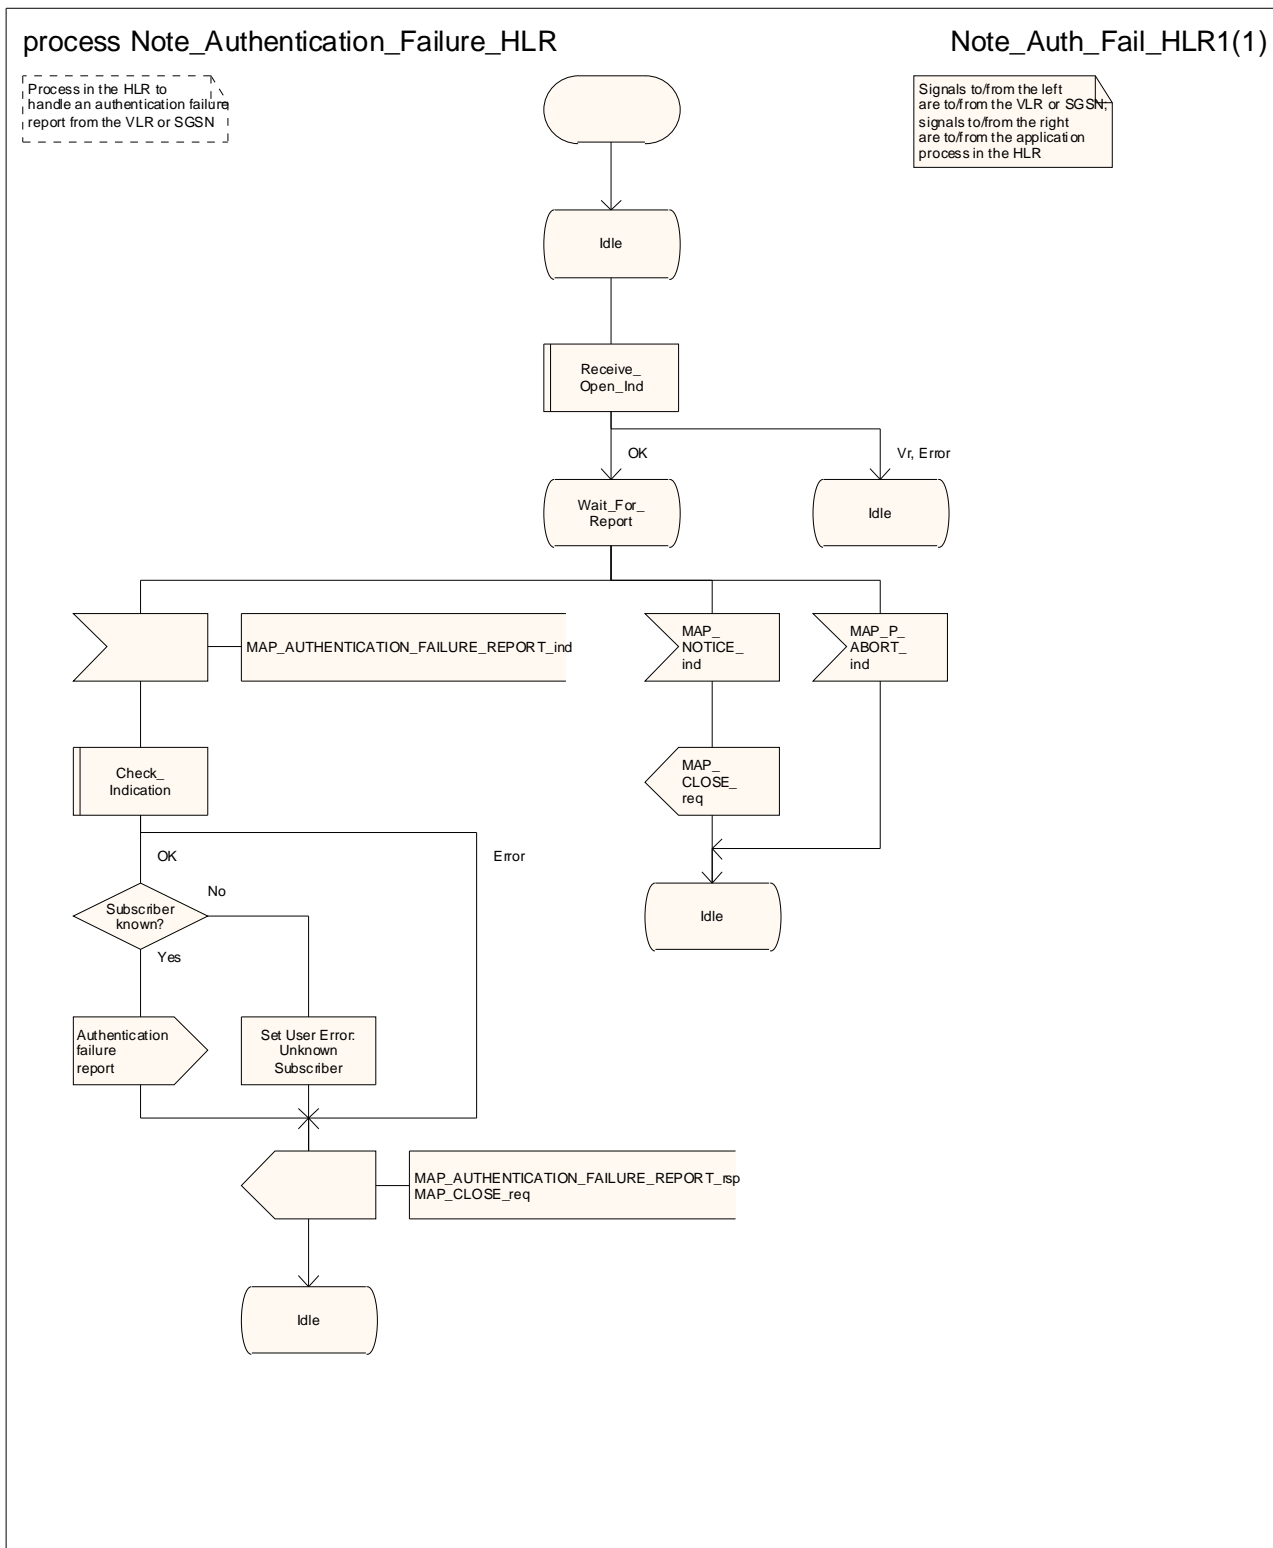 process Note_Authentication_Failure_HLR
Note_Auth_Fail_HLR1(1)
Process in the HLR to
handle an authentication failure
report from the VLR or SGSN
Signals to/from the left
are to/from the VLR or SGSN;
signals to/from the right
are to/from the application
process in the HLR
Idle
Receive_
Open_Ind
OK
Vr, Error
Wait_For_
Report
Idle
MAP_AUTHENTICATION_FAILURE_REPORT_ind
MAP_
NOTICE_
ind
MAP_P_
ABORT_
ind
Check_
Indication
MAP_
CLOSE_
req
OK
Error
No
Subscriber
known?
Idle
Yes
Authentication
failure
report
Set User Error:
Unknown
Subscriber
MAP_AUTHENTICATION_FAILURE_REPORT_rsp
MAP_CLOSE_req
Idle